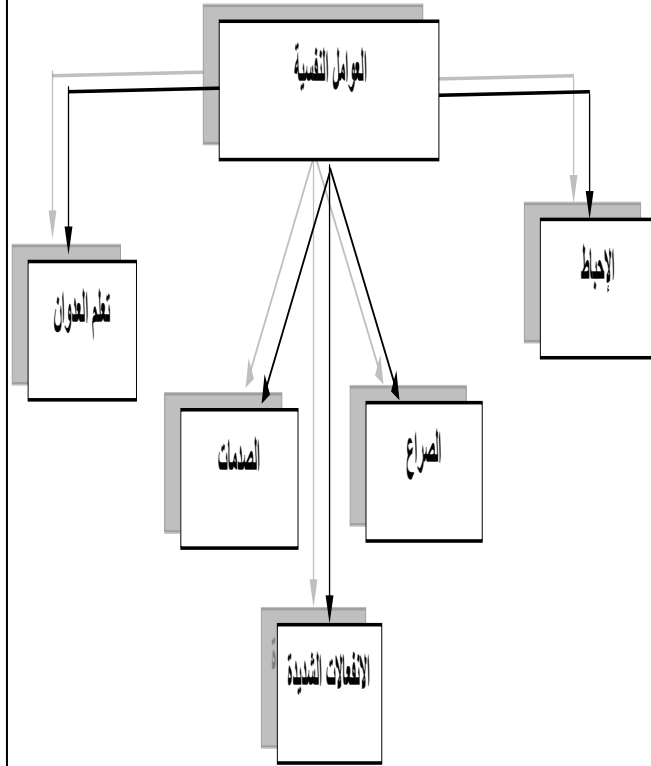 العوامل النفسية
الإحباط
تعلم العدوان
الصراع
الصدمات
الانفعالات الشديدة